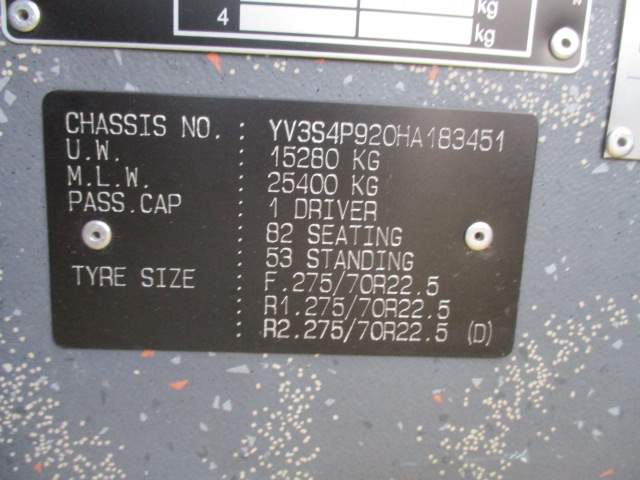 kg
4 kg
CHASSIS NO. : YV3S4P920HA183451
U.W. : 15280 KG
M.L.W. : 25400 KG
PASS.CAP : 1 DRIVER
: 82 SEATING
: 53 STANDING
TYRE SIZE : F.275/70R22.5
: R1.275/70R22.5
: R2.275/70R22.5 (D)